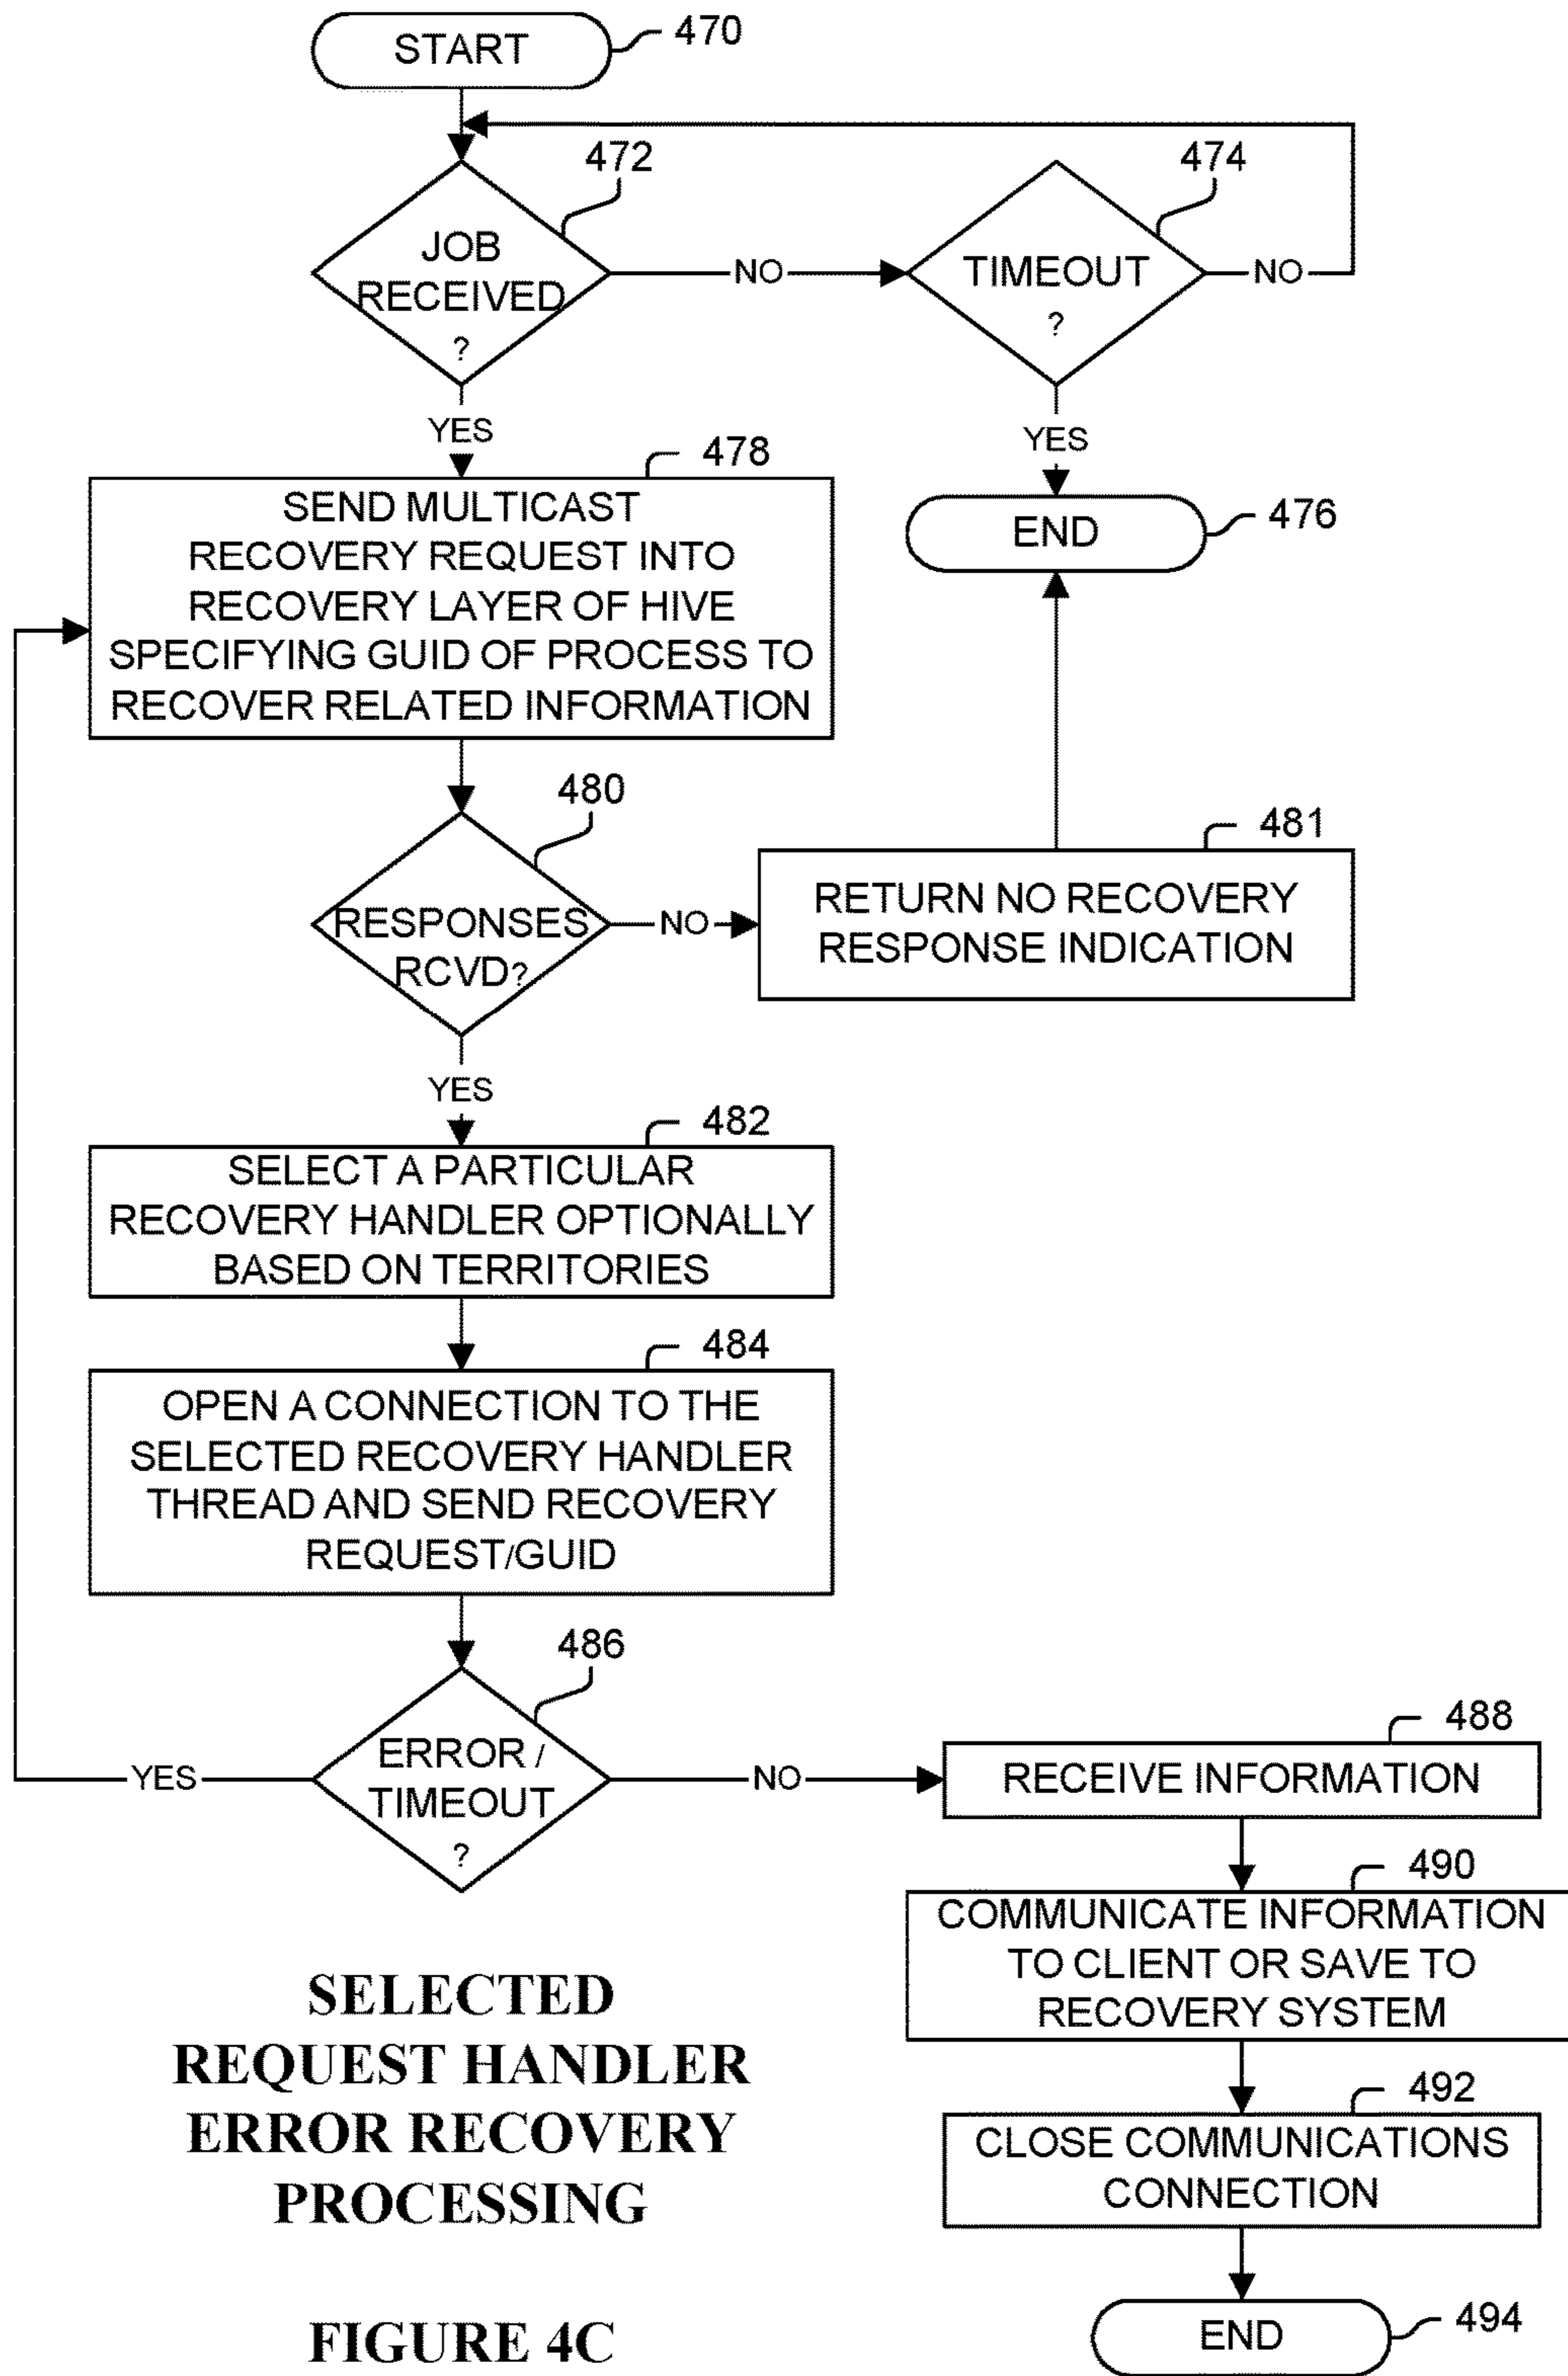 START
470
472
474
JOB
RECEIVED
?
NO
TIMEOUT
?
NO
YES
YES
478
SEND MULTICAST
RECOVERY REQUEST INTO
RECOVERY LAYER OF HIVE
SPECIFYING GUID OF PROCESS TO
RECOVER RELATED INFORMATION
END
476
480
RESPONSES
RCVD?
NO
481
RETURN NO RECOVERY
RESPONSE INDICATION
YES
482
SELECT A PARTICULAR
RECOVERY HANDLER OPTIONALLY
BASED ON TERRITORIES
484
OPEN A CONNECTION TO THE
SELECTED RECOVERY HANDLER
THREAD AND SEND RECOVERY
REQUEST/GUID
486
ERROR /
TIMEOUT
?
YES
NO
488
RECEIVE INFORMATION
490
COMMUNICATE INFORMATION
TO CLIENT OR SAVE TO
RECOVERY SYSTEM
492
CLOSE COMMUNICATIONS
CONNECTION
END
494
SELECTED
REQUEST HANDLER
ERROR RECOVERY
PROCESSING
FIGURE 4C